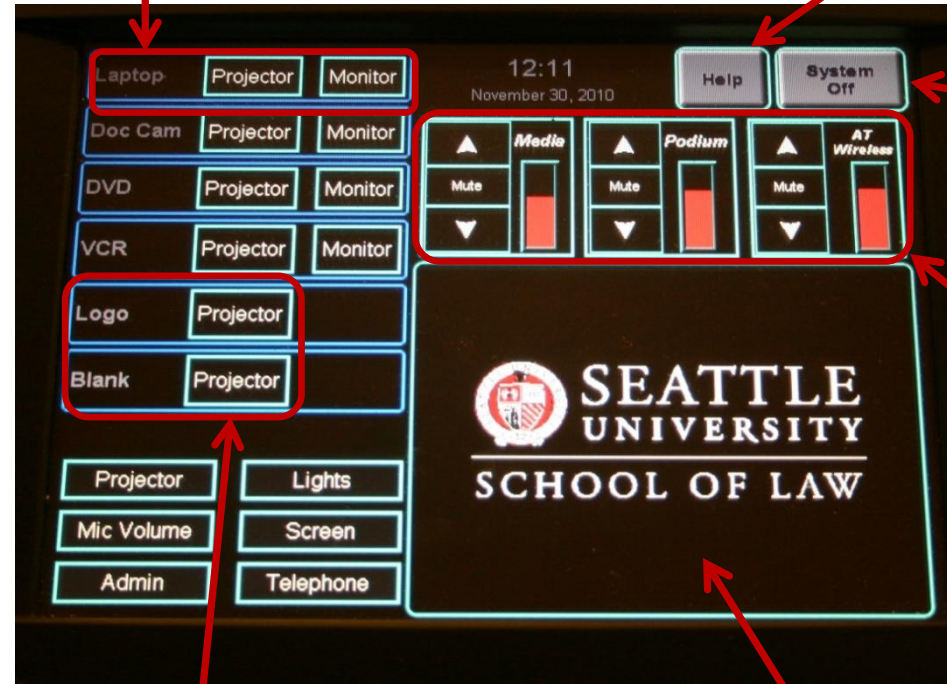 Laptop Projector Monitor
12:11
November 30, 2010
Help
System
Off
Doc Cam Projector Monitor
DVD Projector Monitor
VCR Projector Monitor
Logo Projector
Blank Projector
Media
Mute
Podium
Mute
AT
Wireless
Mute
SEATTLE
UNIVERSITY
SCHOOL OF LAW
Projector Lights
Mic Volume Screen
Admin Telephone